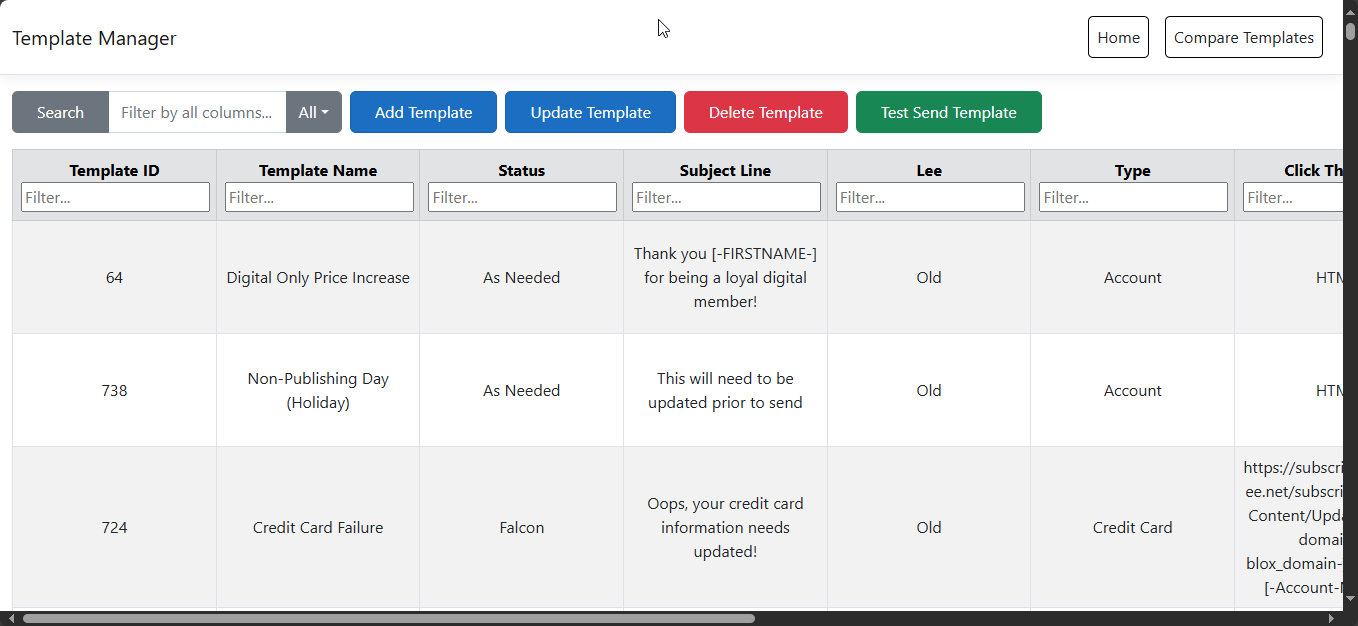 Template Manager
Home
Compare Templates
Search
Filter by all columns...
All
Add Template
Update Template
Delete Template
Test Send Template
Template ID
Template Name
Status
Subject Line
Lee
Type
Click Th
Filter...
Filter...
Filter...
Filter...
Filter...
Filter...
Filter...
64
Digital Only Price Increase
As Needed
Thank you [-FIRSTNAME-]
for being a loyal digital
member!
Old
Account
HTM
738
Non-Publishing Day
(Holiday)
As Needed
This will need to be
updated prior to send
Old
Account
HTM
724
Credit Card Failure
Falcon
Oops, your credit card
information needs
updated!
Old
Credit Card
https://subscri
ee.net/subscri
Content/Upda
domai
blox_domain-
[-Account-N